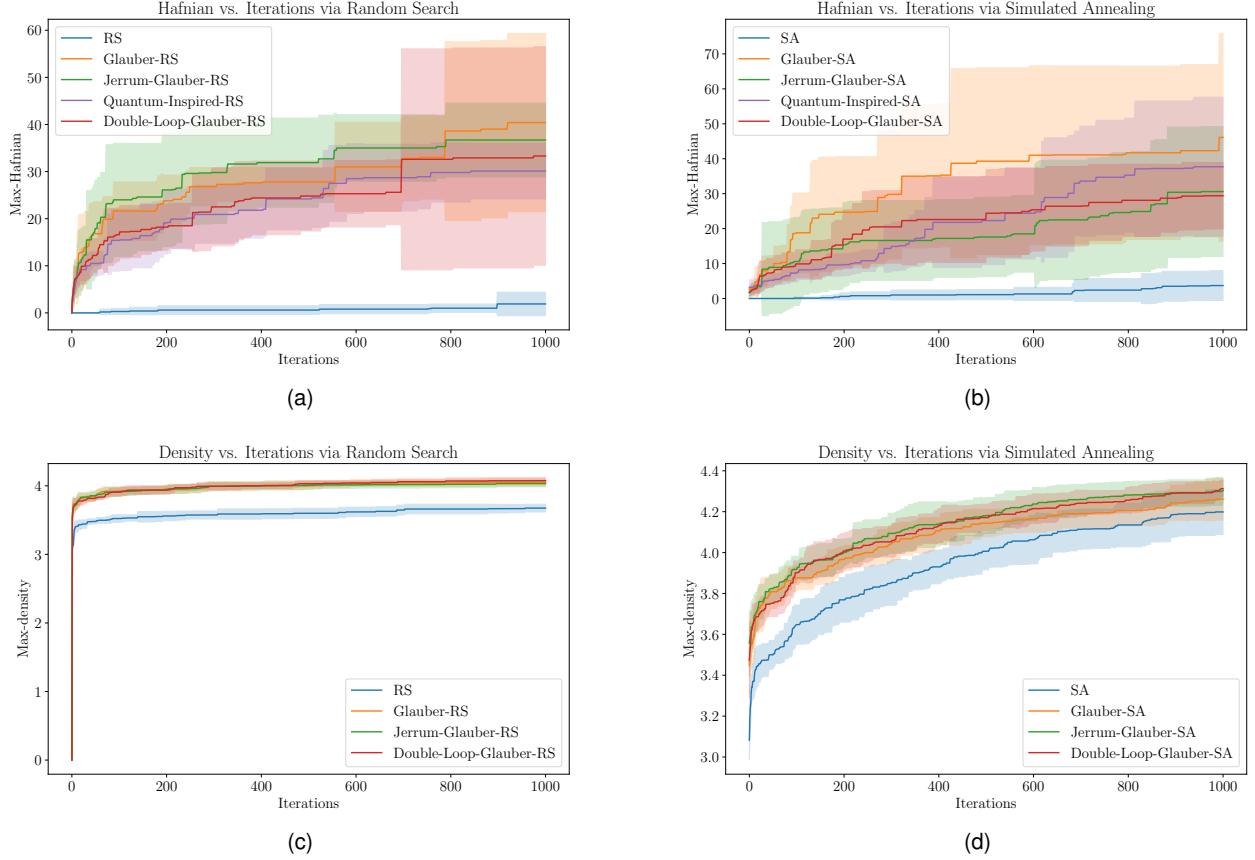 Hafnian vs. Iterations via Random Search
60
50
40
30
20
10
0
Max-Hafnian
RS
Glauber-RS
Jerrum-Glauber-RS
Quantum-Inspired-RS
Double-Loop-Glauber-RS
0 200 400 600 800 1000
Iterations
(a)
Hafnian vs. Iterations via Simulated Annealing
70
60
50
40
30
20
10
0
Max-Hafnian
SA
Glauber-SA
Jerrum-Glauber-SA
Quantum-Inspired-SA
Double-Loop-Glauber-SA
0 200 400 600 800 1000
Iterations
(b)
Density vs. Iterations via Random Search
4
3
2
1
0
Max-density
RS
Glauber-RS
Jerrum-Glauber-RS
Double-Loop-Glauber-RS
0 200 400 600 800 1000
Iterations
(c)
Density vs. Iterations via Simulated Annealing
4.4
4.2
4.0
3.8
3.6
3.4
3.2
3.0
Max-density
SA
Glauber-SA
Jerrum-Glauber-SA
Double-Loop-Glauber-SA
0 200 400 600 800 1000
Iterations
(d)